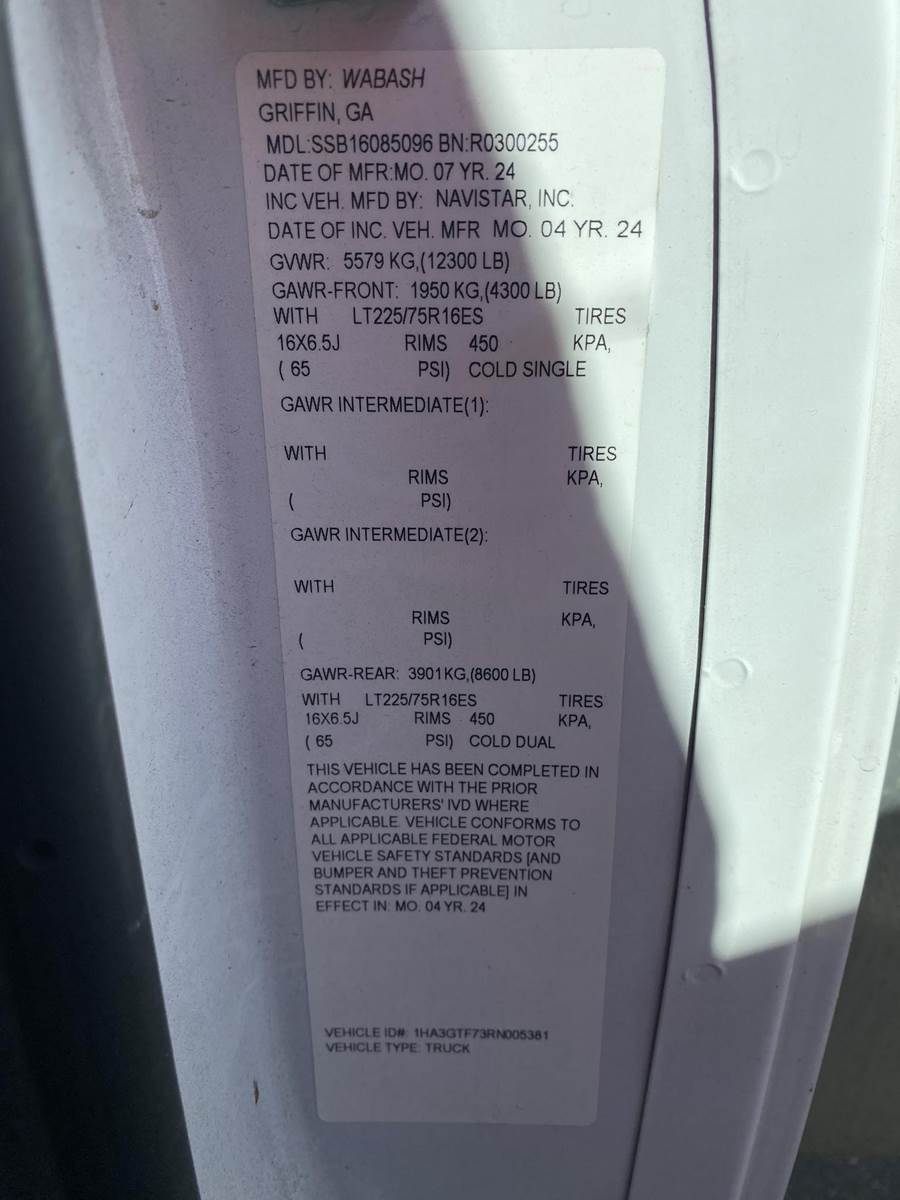 MFD BY: WABASH
GRIFFIN, GA
MDL:SSB16085096 BN:R0300255
DATE OF MFR:MO. 07 YR. 24
INC VEH. MFD BY: NAVISTAR, INC.
DATE OF INC. VEH. MFR MO. 04 YR. 24
GVWR: 5579 KG,(12300 LB)
GAWR-FRONT: 1950 KG,(4300 LB)
WITH LT225/75R16ES TIRES
16X6.5J RIMS 450 KPA,
( 65 PSI) COLD SINGLE
GAWR INTERMEDIATE(1):
WITH TIRES
RIMS KPA,
( PSI)
GAWR INTERMEDIATE(2):
WITH TIRES
RIMS KPA,
( PSI)
GAWR-REAR: 3901KG,(8600 LB)
WITH LT225/75R16ES TIRES
16X6.5J RIMS 450 KPA,
( 65 PSI) COLD DUAL
THIS VEHICLE HAS BEEN COMPLETED IN
ACCORDANCE WITH THE PRIOR
MANUFACTURERS' IVD WHERE
APPLICABLE. VEHICLE CONFORMS TO
ALL APPLICABLE FEDERAL MOTOR
VEHICLE SAFETY STANDARDS [AND
BUMPER AND THEFT PREVENTION
STANDARDS IF APPLICABLE] IN
EFFECT IN: MO. 04 YR. 24
VEHICLE ID#: 1HA3GTF73RN005381
VEHICLE TYPE: TRUCK